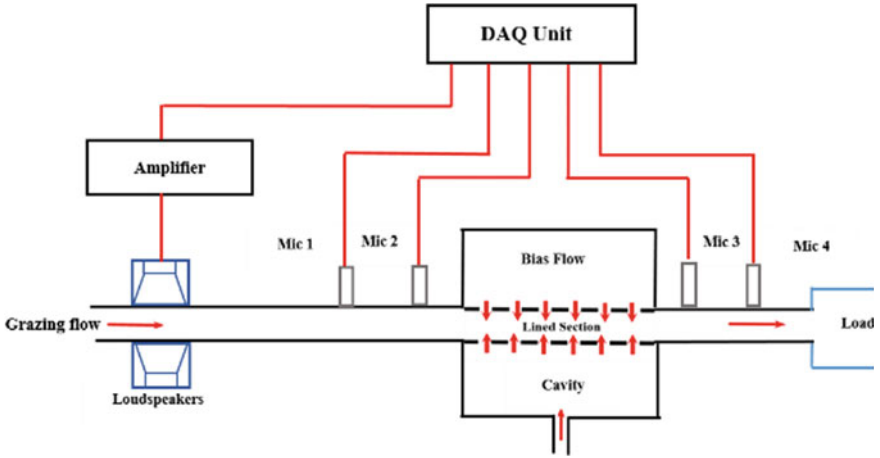 DAQ Unit
Amplifier
Mic 1
Mic 2
Mic 3
Mic 4
Bias Flow
Grazing flow
Lined Section
Load
Cavity
Loudspeakers